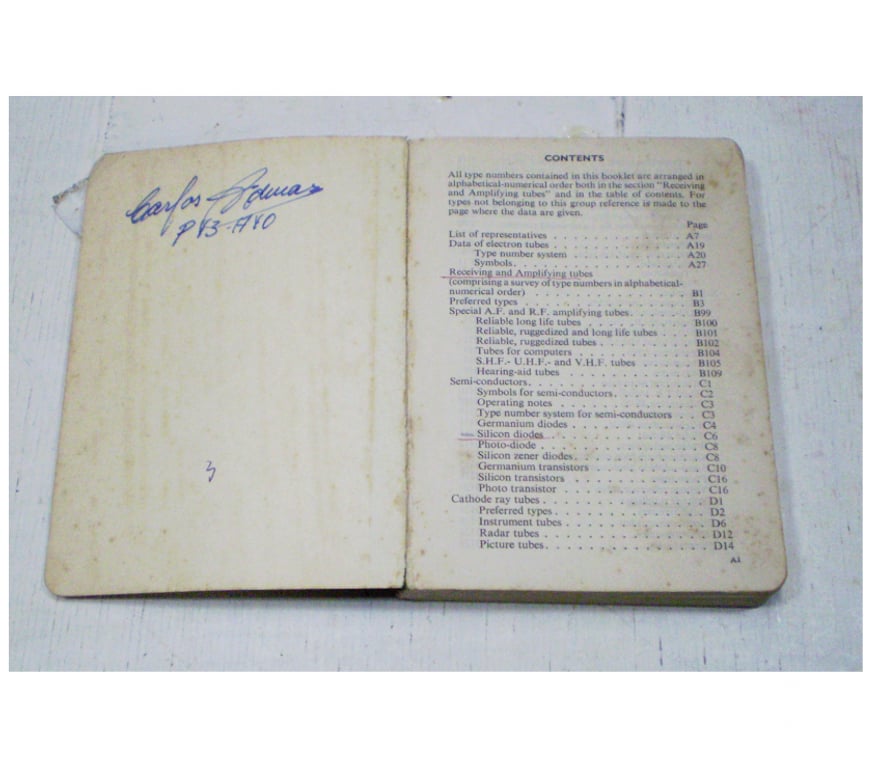 Carlos
3
CONTENTS
All type numbers contained in this booklet are arranged in
alphabetical-numerical order both in the section "Receiving
and Amplifying tubes" and in the table of contents. For
types not belonging to this group reference is made to the
page where the data are given.
Page
List of representatives . . . . . . . . . . . . . A7
Data of electron tubes . . . . . . . . . . . . . A19
Type number system . . . . . . . . . . . A20
Symbols . . . . . . . . . . . . . . . . A27
Receiving and Amplifying tubes
(comprising a survey of type numbers in alphabetical-
numerical order) . . . . . . . . . . . . . . . B1
Preferred types . . . . . . . . . . . . . . . . B3
Special A.F. and R.F. amplifying tubes . . . . . . B99
Reliable long life tubes . . . . . . . . . . B100
Reliable, ruggedized and long life tubes . . . B101
Reliable, ruggedized tubes . . . . . . . . . B102
Tubes for computers . . . . . . . . . . . B104
S.H.F.- U.H.F.- and V.H.F. tubes . . . . . . B105
Hearing-aid tubes . . . . . . . . . . . . B109
Semi-conductors . . . . . . . . . . . . . . . . C1
Symbols for semi-conductors . . . . . . . . C2
Operating notes . . . . . . . . . . . . . C3
Type number system for semi-conductors . . C3
Germanium diodes . . . . . . . . . . . . C4
Silicon diodes . . . . . . . . . . . . . . C6
Photo-diode . . . . . . . . . . . . . . . C8
Silicon zener diodes . . . . . . . . . . . . C8
Germanium transistors . . . . . . . . . . C10
Silicon transistors . . . . . . . . . . . . C16
Photo transistor . . . . . . . . . . . . . C16
Cathode ray tubes . . . . . . . . . . . . . . . D1
Preferred types . . . . . . . . . . . . . . D2
Instrument tubes . . . . . . . . . . . . . D6
Radar tubes . . . . . . . . . . . . . . . D12
Picture tubes . . . . . . . . . . . . . . D14
A1